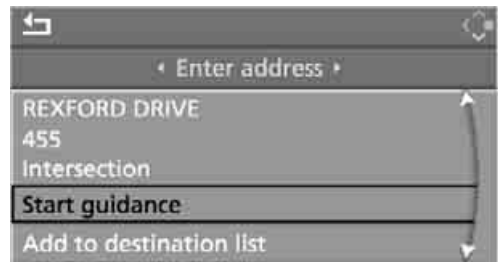 Enter address
REXFORD DRIVE
455
Intersection
Start guidance
Add to destination list